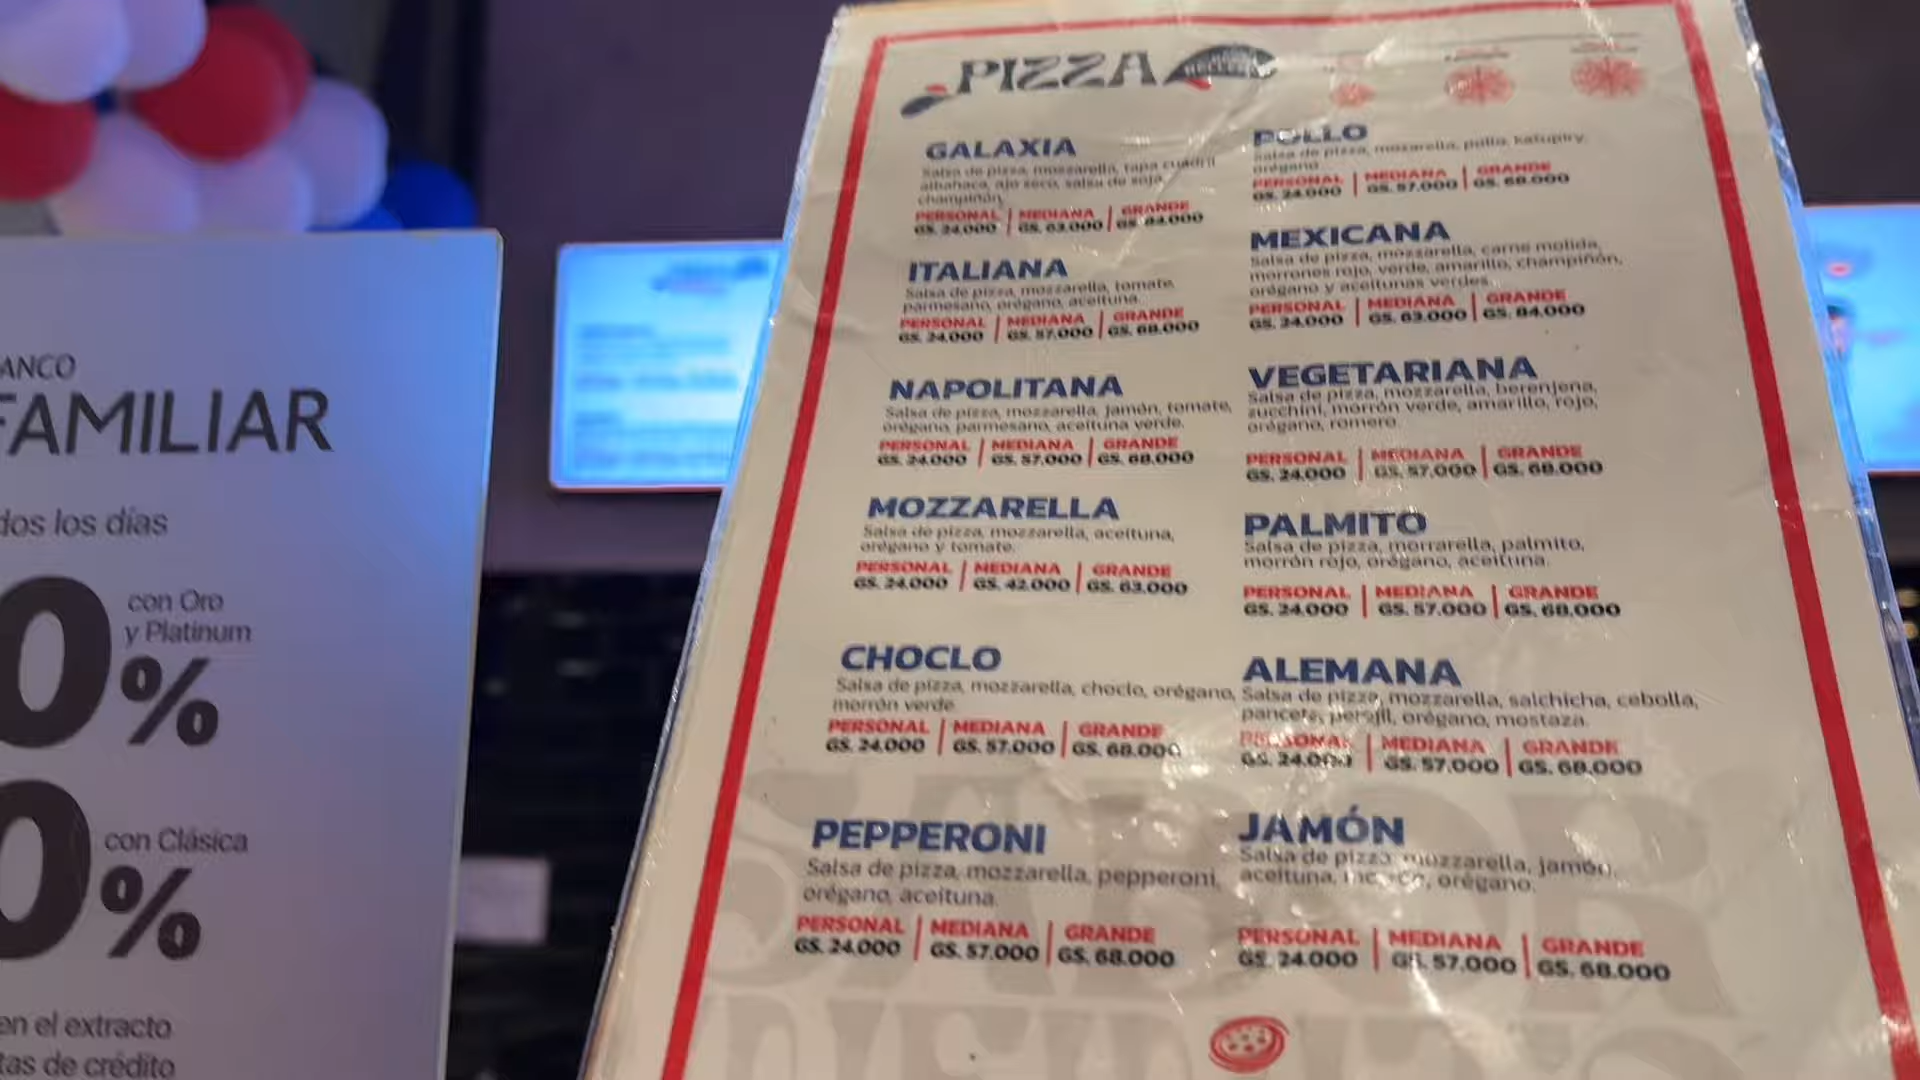 ANCO
FAMILIAR
dos los días
0%
con Oro
y Platinum
0%
con Clásica
en el extracto
tas de crédito
PIZZA
GALAXIA
Salsa de pizza, mozzarella, tapa cuadril
albahaca, ajo seco, salsa de soja,
champiñón.
PERSONAL | MEDIANA | GRANDE
GS. 24.000 | GS. 63.000 | GS. 84.000
ITALIANA
Salsa de pizza, mozzarella, tomate,
parmesano, orégano, aceituna.
PERSONAL | MEDIANA | GRANDE
GS. 24.000 | GS. 57.000 | GS. 68.000
NAPOLITANA
Salsa de pizza, mozzarella, jamón, tomate,
orégano, parmesano, aceituna verde.
PERSONAL | MEDIANA | GRANDE
GS. 24.000 | GS. 57.000 | GS. 68.000
MOZZARELLA
Salsa de pizza, mozzarella, aceituna,
orégano y tomate.
PERSONAL | MEDIANA | GRANDE
GS. 24.000 | GS. 42.000 | GS. 63.000
CHOCLO
Salsa de pizza, mozzarella, choclo, orégano,
morrón verde.
PERSONAL | MEDIANA | GRANDE
GS. 24.000 | GS. 57.000 | GS. 68.000
PEPPERONI
Salsa de pizza, mozzarella, pepperoni,
orégano, aceituna.
PERSONAL | MEDIANA | GRANDE
GS. 24.000 | GS. 57.000 | GS. 68.000
POLLO
Salsa de pizza, mozarella, pollo, katupiry,
orégano.
PERSONAL | MEDIANA | GRANDE
GS. 24.000 | GS. 57.000 | GS. 68.000
MEXICANA
Salsa de pizza, mozzarella, carne molida,
morrones rojo, verde, amarillo, champiñón,
orégano y aceitunas verdes.
PERSONAL | MEDIANA | GRANDE
GS. 24.000 | GS. 63.000 | GS. 84.000
VEGETARIANA
Salsa de pizza, mozzarella, berenjena,
zucchini, morrón verde, amarillo, rojo,
orégano, romero.
PERSONAL | MEDIANA | GRANDE
GS. 24.000 | GS. 57.000 | GS. 68.000
PALMITO
Salsa de pizza, morrarella, palmito,
morrón rojo, orégano, aceituna.
PERSONAL | MEDIANA | GRANDE
GS. 24.000 | GS. 57.000 | GS. 68.000
ALEMANA
Salsa de pizza, mozzarella, salchicha, cebolla,
panceta, perejil, orégano, mostaza.
PERSONAL | MEDIANA | GRANDE
GS. 24.000 | GS. 57.000 | GS. 68.000
JAMÓN
Salsa de pizza mozzarella, jamón,
aceituna, orégano.
PERSONAL | MEDIANA | GRANDE
GS. 24.000 | GS. 57.000 | GS. 68.000
SABOR